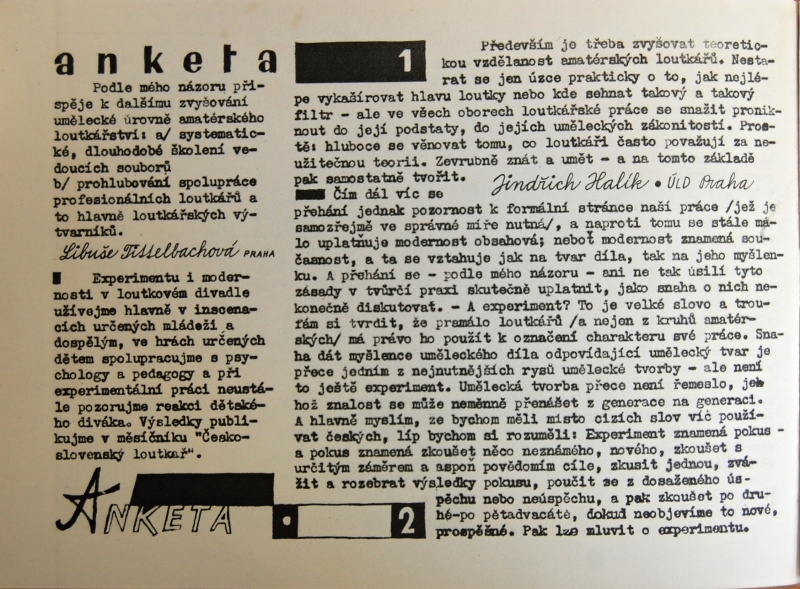 anketa 1
Podle mého názoru při-
spěje k dalšímu zvyšování
umělecké úrovně amatérského
loutkářství: a/ systematic-
ké, dlouhodobé školení ve-
doucích souborů
b/ prohlubování spolupráce
profesionálních loutkářů a
to hlavně loutkářských vý-
tvarníků.
Libuše Tittelbachová PRAHA
Experimentu i moder-
nosti v loutkovém divadle
užívejme hlavně v inscena-
cích určených mládeži a
dospělým, ve hrách určených
dětem spolupracujme s psy-
chology a pedagogy a při
experimentální práci neustá-
le pozorujme reakci dětské-
ho diváka. Výsledky publi-
kujme v měsíčníku "Česko-
slovenský loutkař".
Především je třeba zvyšovat teoretic-
kou vzdělanost amatérských loutkářů. Nesta-
rat se jen úzce prakticky o to, jak nejlé-
pe vykašírovat hlavu loutky nebo kde sehnat takový a takový
filtr - ale ve všech oborech loutkářské práce se snažit pronik-
nout do její podstaty, do jejích uměleckých zákonitostí. Pros-
tě: hluboce se věnovat tomu, co loutkáři často považují za ne-
užitečnou teorii. Zevrubně znát a umět - a na tomto základě
pak samostatně tvořit.
Jindřich Halík • ÚLD Praha
Čím dál víc se
přehání jednak pozornost k formální stránce naší práce /jež je
samozřejmě ve správné míře nutná/, a naproti tomu se stále má-
lo uplatňuje modernost obsahová; neboť modernost znamená sou-
časnost, a ta se vztahuje jak na tvar díla, tak na jeho myšlen-
ku. A přehání se - podle mého názoru - ani ne tak úsilí tyto
zásady v tvůrčí praxi skutečně uplatnit, jako snaha o nich ne-
konečně diskutovat. - A experiment? To je velké slovo a trou-
fám si tvrdit, že pramálo loutkářů /a nejen z kruhů amatér-
ských/ má právo ho použít k označení charakteru své práce. Sna-
ha dát myšlence uměleckého díla odpovídající umělecký tvar je
přece jedním z nejnutnějších rysů umělecké tvorby - ale není
to ještě experiment. Umělecká tvorba přece není řemeslo, je-
hož znalost se může neměnně přenášet z generace na generaci.
A hlavně myslím, že bychom měli místo cizích slov víc použí-
vat českých, líp bychom si rozuměli: Experiment znamená pokus -
a pokus znamená zkoušet něco neznámého, nového, zkoušet s
určitým záměrem a aspoň povědomím cíle, zkusit jednou, zvá-
žit a rozebrat výsledky pokusu, poučit se z dosaženého ús-
pěchu nebo neúspěchu, a pak zkoušet po dru-
hé-po pětadvacáté, dokud neobjevíme to nové,
prospěšné. Pak lze mluvit o experimentu.
ANKETA 2